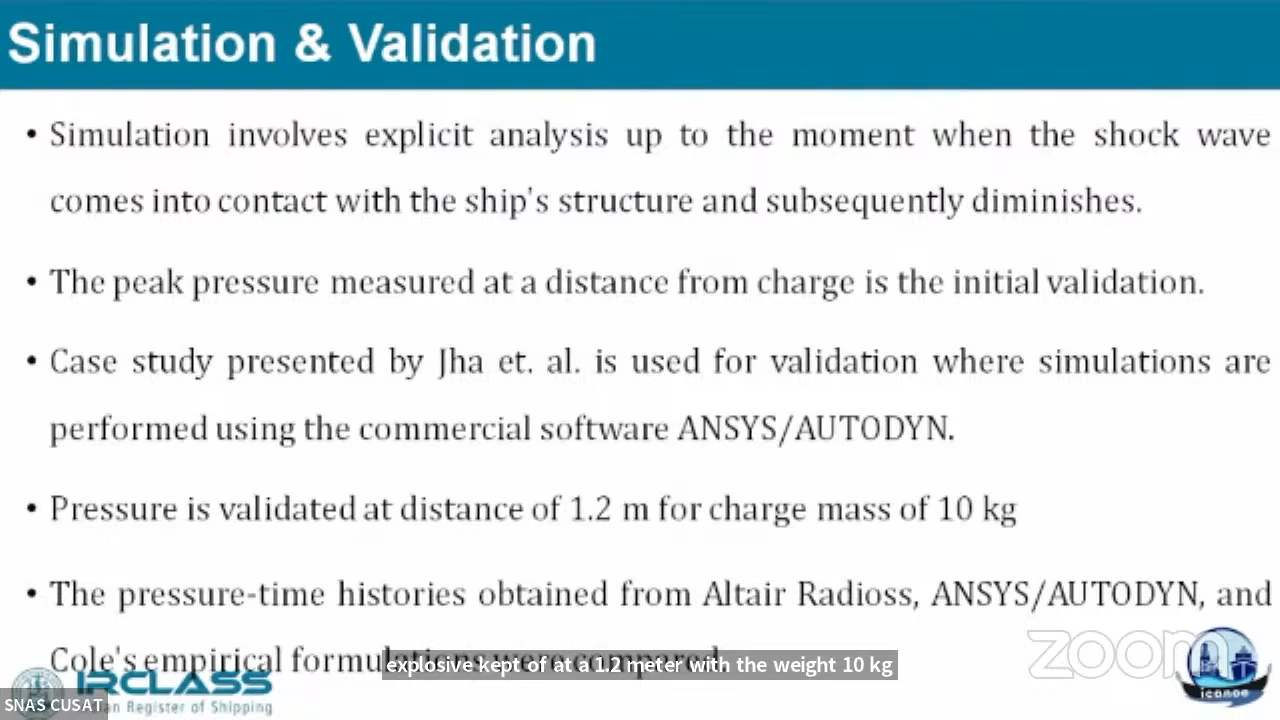 Simulation & Validation
• Simulation involves explicit analysis up to the moment when the shock wave
comes into contact with the ship's structure and subsequently diminishes.
• The peak pressure measured at a distance from charge is the initial validation.
• Case study presented by Jha et. al. is used for validation where simulations are
performed using the commercial software ANSYS/AUTODYN.
• Pressure is validated at distance of 1.2 m for charge mass of 10 kg
• The pressure-time histories obtained from Altair Radioss, ANSYS/AUTODYN, and
Cole's empirical formulations were compared
explosive kept of at a 1.2 meter with the weight 10 kg
zoom
IRCLASS
Register of Shipping
SNAS CUSAT
icanoe